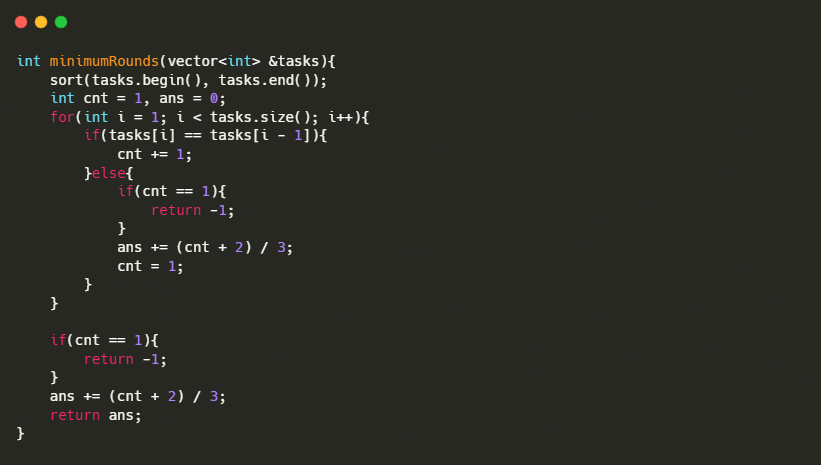 int minimumRounds(vector<int> &tasks){
    sort(tasks.begin(), tasks.end());
    int cnt = 1, ans = 0;
    for(int i = 1; i < tasks.size(); i++){
        if(tasks[i] == tasks[i - 1]){
            cnt += 1;
        }else{
            if(cnt == 1){
                return -1;
            }
            ans += (cnt + 2) / 3;
            cnt = 1;
        }
    }

    if(cnt == 1){
        return -1;
    }
    ans += (cnt + 2) / 3;
    return ans;
}